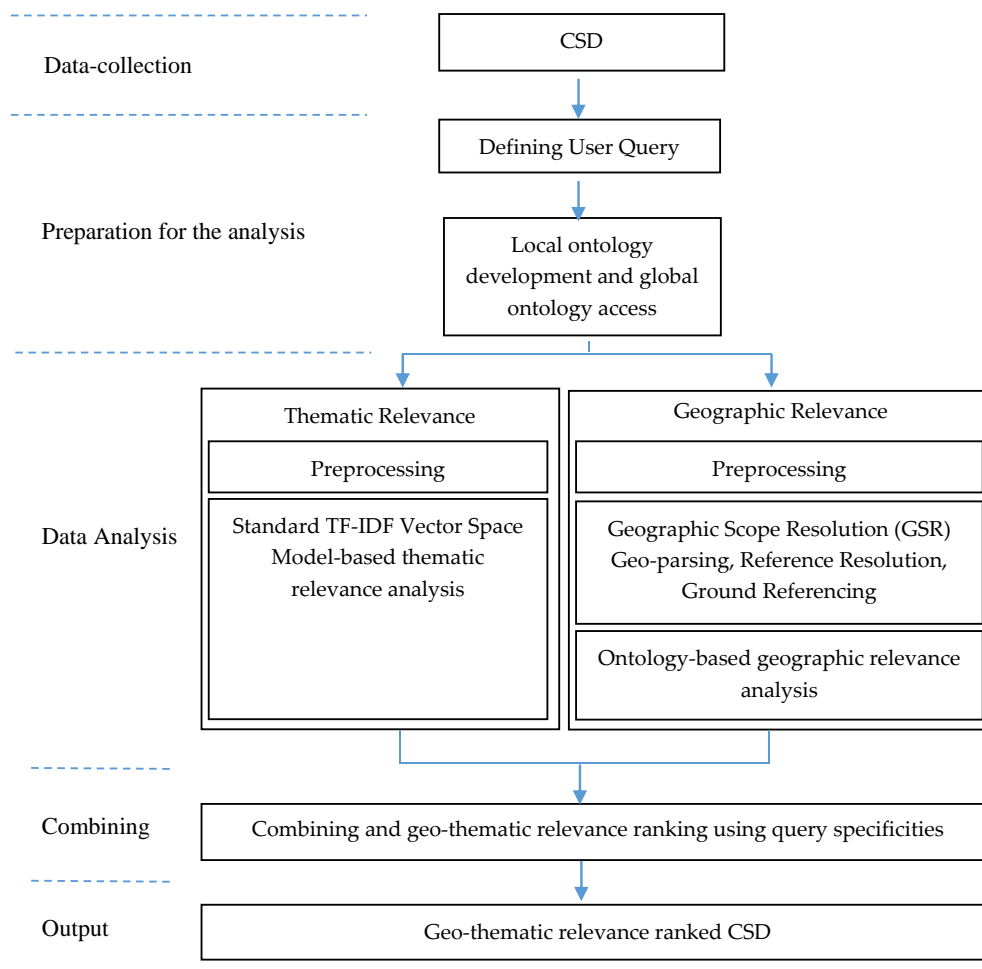 Data-collection
CSD
Defining User Query
Preparation for the analysis
Local ontology
development and global
ontology access
Data Analysis
Thematic Relevance
Preprocessing
Standard TF-IDF Vector Space
Model-based thematic
relevance analysis
Geographic Relevance
Preprocessing
Geographic Scope Resolution (GSR)
Geo-parsing, Reference Resolution,
Ground Referencing
Ontology-based geographic relevance
analysis
Combining
Combining and geo-thematic relevance ranking using query specificities
Output
Geo-thematic relevance ranked CSD